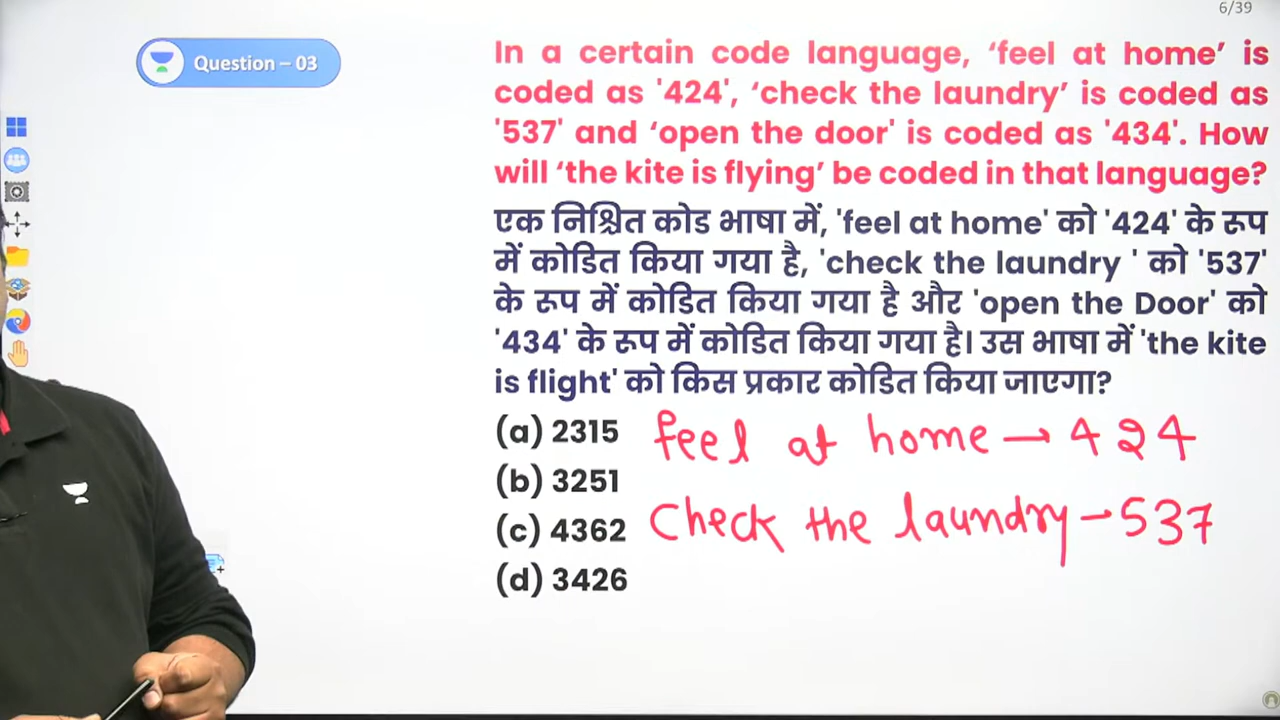 6/39
Question – 03
In a certain code language, ‘feel at home’ is
coded as '424', ‘check the laundry’ is coded as
'537' and ‘open the door' is coded as '434'. How
will ‘the kite is flying’ be coded in that language?
एक निश्चित कोड भाषा में, 'feel at home' को '424' के रूप
में कोडित किया गया है, 'check the laundry ' को '537'
के रूप में कोडित किया गया है और 'open the Door' को
'434' के रूप में कोडित किया गया है। उस भाषा में 'the kite
is flight' को किस प्रकार कोडित किया जाएगा?
(a) 2315
(b) 3251
(c) 4362
(d) 3426
feel at home → 424
Check the laundry → 537